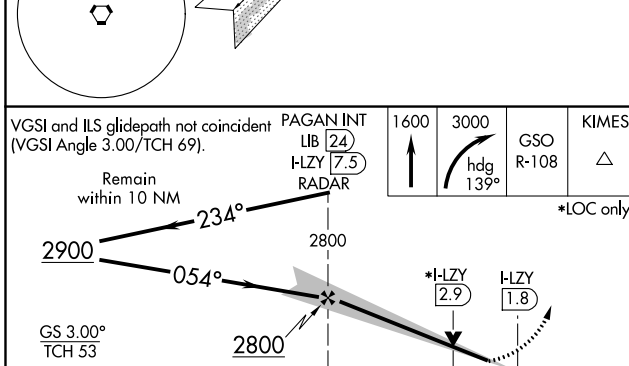 VGSI and ILS glidepath not coincident
(VGSI Angle 3.00/TCH 69).
PAGAN INT
LIB 24
I-LZY 7.5
RADAR
1600
3000
hdg
139°
GSO
R-108
KIMES
*LOC only
Remain
within 10 NM
234°
2900
2800
054°
*I-LZY
2.9
I-LZY
1.8
GS 3.00°
TCH 53
2800